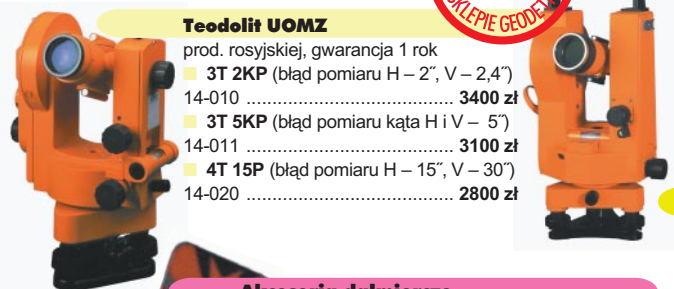 SKLEPIE GEODETY
Teodolit UOMZ
prod. rosyjskiej, gwarancja 1 rok
3T 2KP (błąd pomiaru H – 2˝, V – 2,4˝)
14-010 ........................................ 3400 zł
3T 5KP (błąd pomiaru kąta H i V – 5˝)
14-011 ........................................ 3100 zł
4T 15P (błąd pomiaru H – 15˝, V – 30˝)
14-020 ........................................ 2800 zł